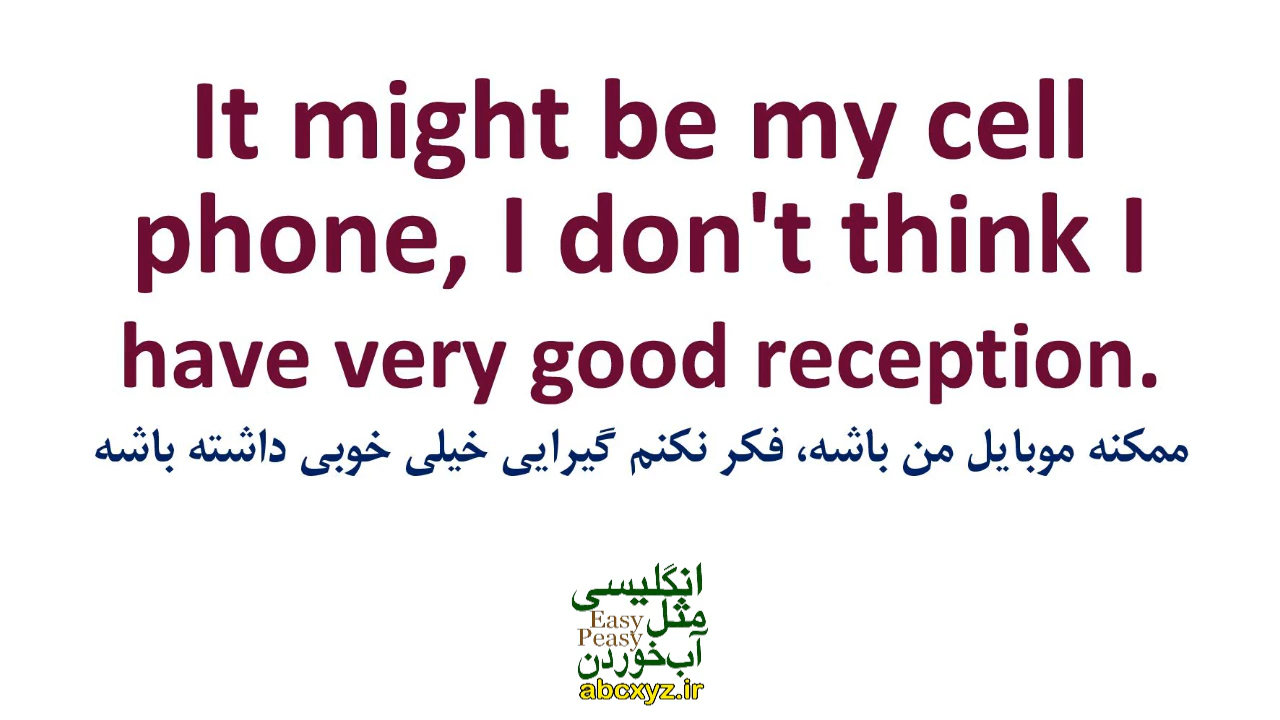 It might be my cell
phone, I don't think I
have very good reception.
ممکنه موبایل من باشه، فکر نکنم گیرایی خیلی خوبی داشته باشه
انگلیسی
مثل
Easy
Peasy
آب‌خوردن
abcxyz.ir